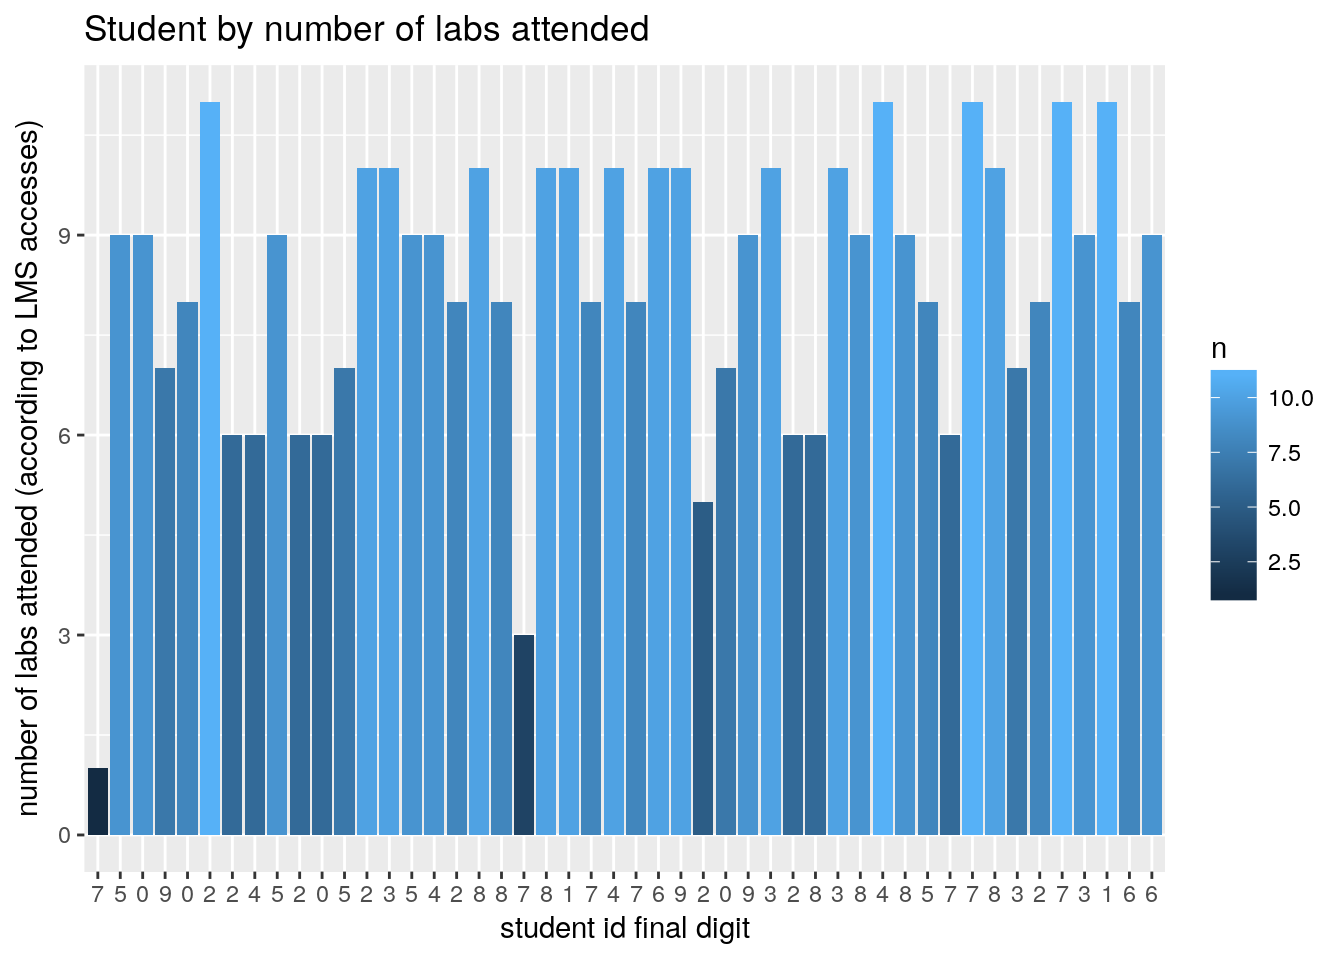 Student by number of labs attended
number of labs attended (according to LMS accesses)
9
6
3
0
7 5 0 9 0 2 2 4 5 2 0 5 2 3 5 4 2 8 8 7 8 1 7 4 7 6 9 2 0 9 3 2 8 3 8 4 8 5 7 7 8 3 2 7 3 1 6 6
student id final digit
n
10.0
7.5
5.0
2.5